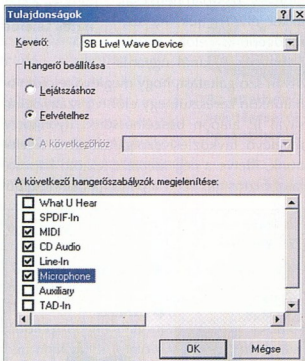 Tulajdonságok
Keverő: SB Live! Wave Device
Hangerő beállítása
Lejátszáshoz
Felvételhez
A következőhöz
A következő hangerőszabályzók megjelenítése:
What U Hear
SPDIF-In
MIDI
CD Audio
Line-In
Microphone
Auxiliary
TAD-In
OK Mégse